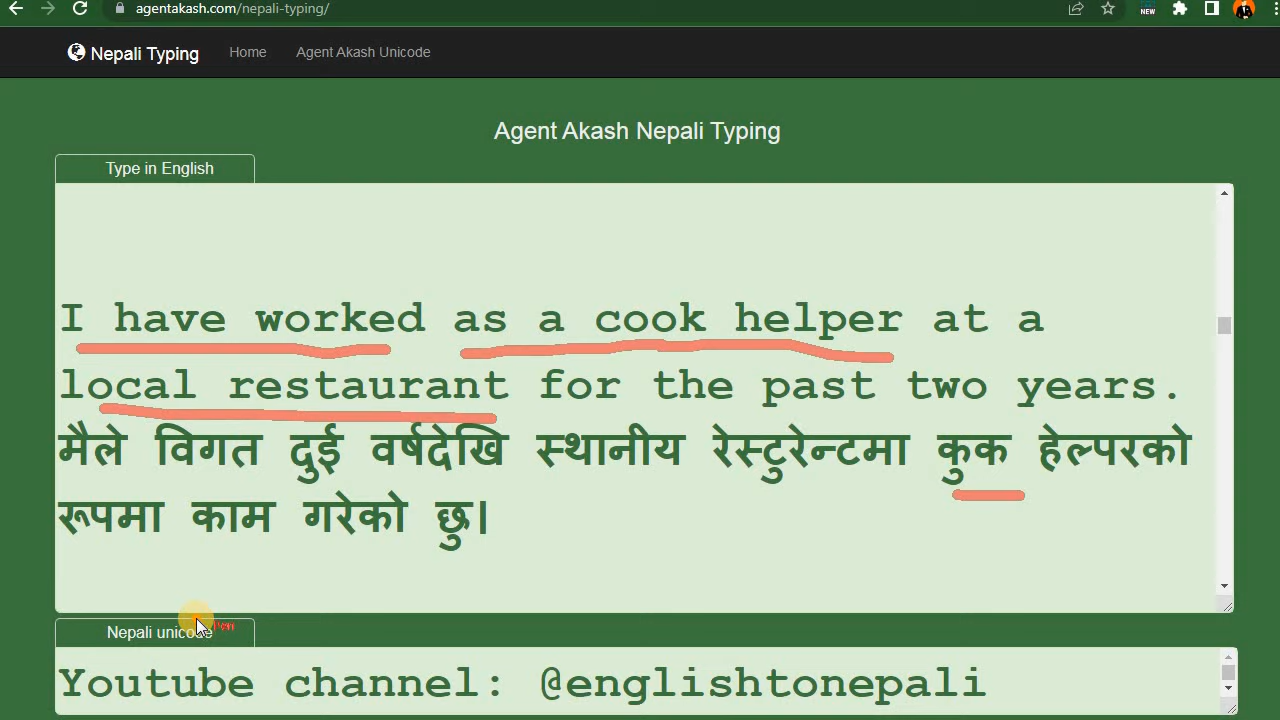 agentakash.com/nepali-typing/
NEW
Nepali Typing Home Agent Akash Unicode
Agent Akash Nepali Typing
Type in English
I have worked as a cook helper at a
local restaurant for the past two years.
मैले विगत दुई वर्षदेखि स्थानीय रेस्टुरेन्टमा कुक हेल्परको
रूपमा काम गरेको छु।
Nepali unicode
Youtube channel: @englishtonepali